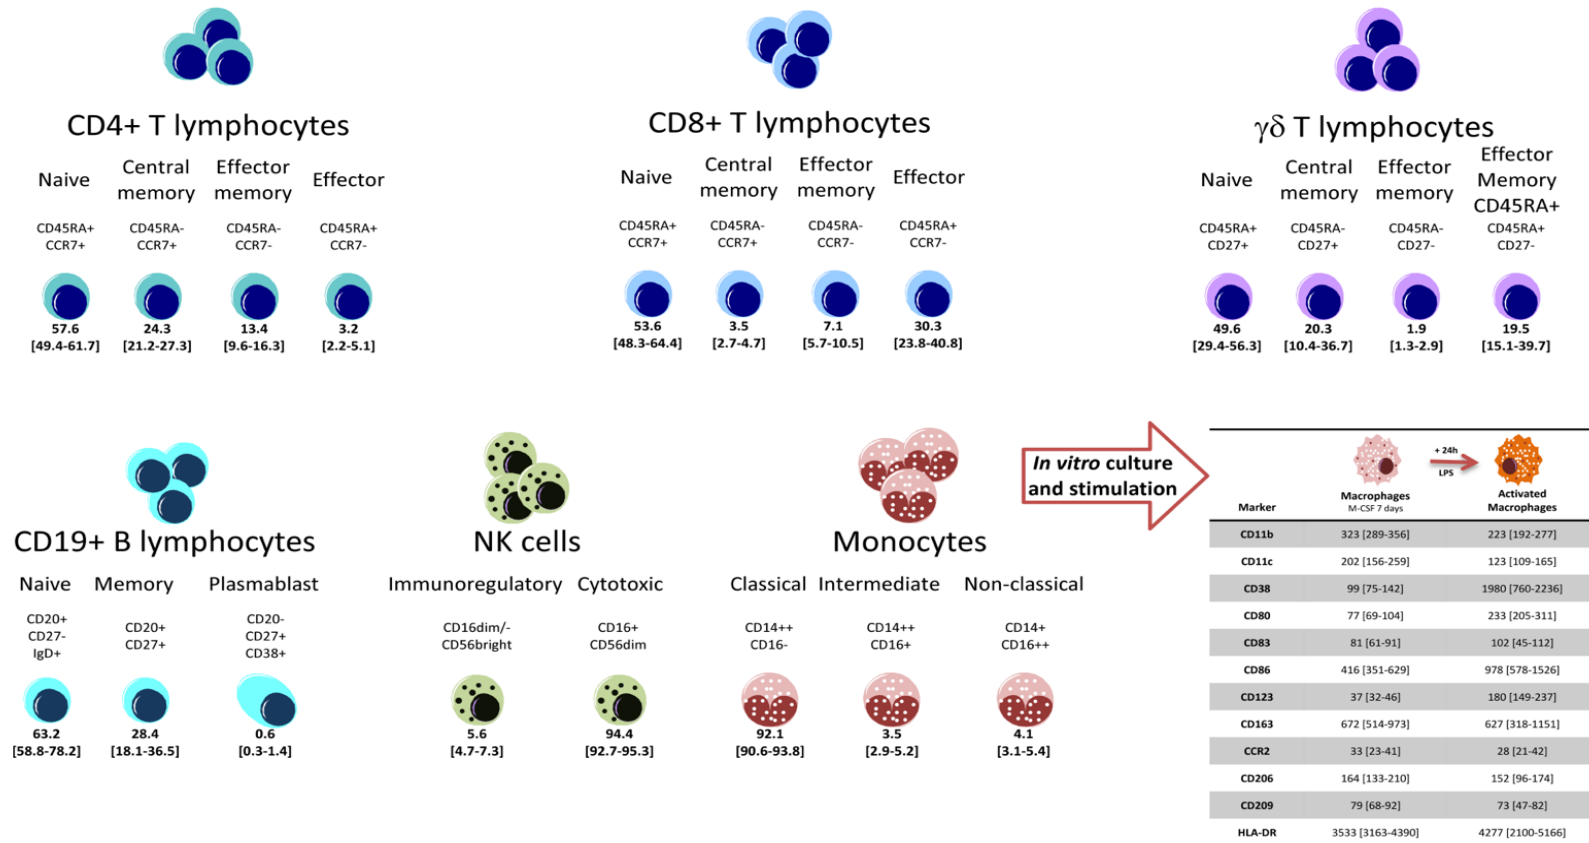 CD4+ T lymphocytes
Naive
Central
memory
Effector
memory
Effector
CD45RA+
CCR7+
CD45RA-
CCR7+
CD45RA-
CCR7-
CD45RA+
CCR7-
57.6
[49.4-61.7]
24.3
[21.2-27.3]
13.4
[9.6-16.3]
3.2
[2.2-5.1]
CD8+ T lymphocytes
Naive
Central
memory
Effector
memory
Effector
CD45RA+
CCR7+
CD45RA-
CCR7+
CD45RA-
CCR7-
CD45RA+
CCR7-
53.6
[48.3-64.4]
3.5
[2.7-4.7]
7.1
[5.7-10.5]
30.3
[23.8-40.8]
γδ T lymphocytes
Naive
Central
memory
Effector
memory
Effector
Memory
CD45RA+
CD45RA+
CD27+
CD45RA-
CD27+
CD45RA-
CD27-
CD45RA+
CD27-
49.6
[29.4-56.3]
20.3
[10.4-36.7]
1.9
[1.3-2.9]
19.5
[15.1-39.7]
CD19+ B lymphocytes
Naive
Memory
Plasmablast
CD20+
CD27-
IgD+
CD20+
CD27+
CD20-
CD27+
CD38+
63.2
[58.8-78.2]
28.4
[18.1-36.5]
0.6
[0.3-1.4]
NK cells
Immunoregulatory
Cytotoxic
CD16dim/-
CD56bright
CD16+
CD56dim
5.6
[4.7-7.3]
94.4
[92.7-95.3]
Monocytes
Classical
Intermediate
Non-classical
CD14++
CD16-
CD14++
CD16+
CD14+
CD16++
92.1
[90.6-93.8]
3.5
[2.9-5.2]
4.1
[3.1-5.4]
In vitro culture
and stimulation
+ 24h
LPS
Marker
Macrophages
M-CSF 7 days
Activated
Macrophages
CD11b 323 [289-356] 223 [192-277]
CD11c 202 [156-259] 123 [109-165]
CD38 99 [75-142] 1980 [760-2236]
CD80 77 [69-104] 233 [205-311]
CD83 81 [61-91] 102 [45-112]
CD86 416 [351-629] 978 [578-1526]
CD123 37 [32-46] 180 [149-237]
CD163 672 [514-973] 627 [318-1151]
CCR2 33 [23-41] 28 [21-42]
CD206 164 [133-210] 152 [96-174]
CD209 79 [68-92] 73 [47-82]
HLA-DR 3533 [3163-4390] 4277 [2100-5166]